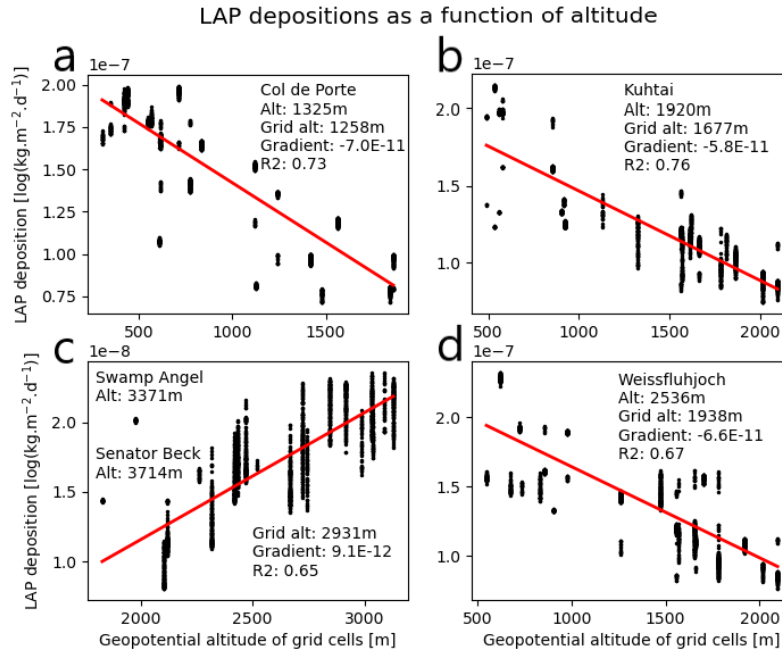 LAP depositions as a function of altitude
a
1e−7
Col de Porte
Alt: 1325m
Grid alt: 1258m
Gradient: -7.0E-11
R2: 0.73
LAP deposition [log(kg.m⁻².d⁻¹)]
2.00
1.75
1.50
1.25
1.00
0.75
500
1000
1500
b
1e−7
Kuhtai
Alt: 1920m
Grid alt: 1677m
Gradient: -5.8E-11
R2: 0.76
2.0
1.5
1.0
500
1000
1500
2000
c
1e−8
Swamp Angel
Alt: 3371m
Senator Beck
Alt: 3714m
Grid alt: 2931m
Gradient: 9.1E-12
R2: 0.65
LAP deposition [log(kg.m⁻².d⁻¹)]
2.0
1.5
1.0
2000
2500
3000
Geopotential altitude of grid cells [m]
d
1e−7
Weissfluhjoch
Alt: 2536m
Grid alt: 1938m
Gradient: -6.6E-11
R2: 0.67
2.0
1.5
1.0
500
1000
1500
2000
Geopotential altitude of grid cells [m]